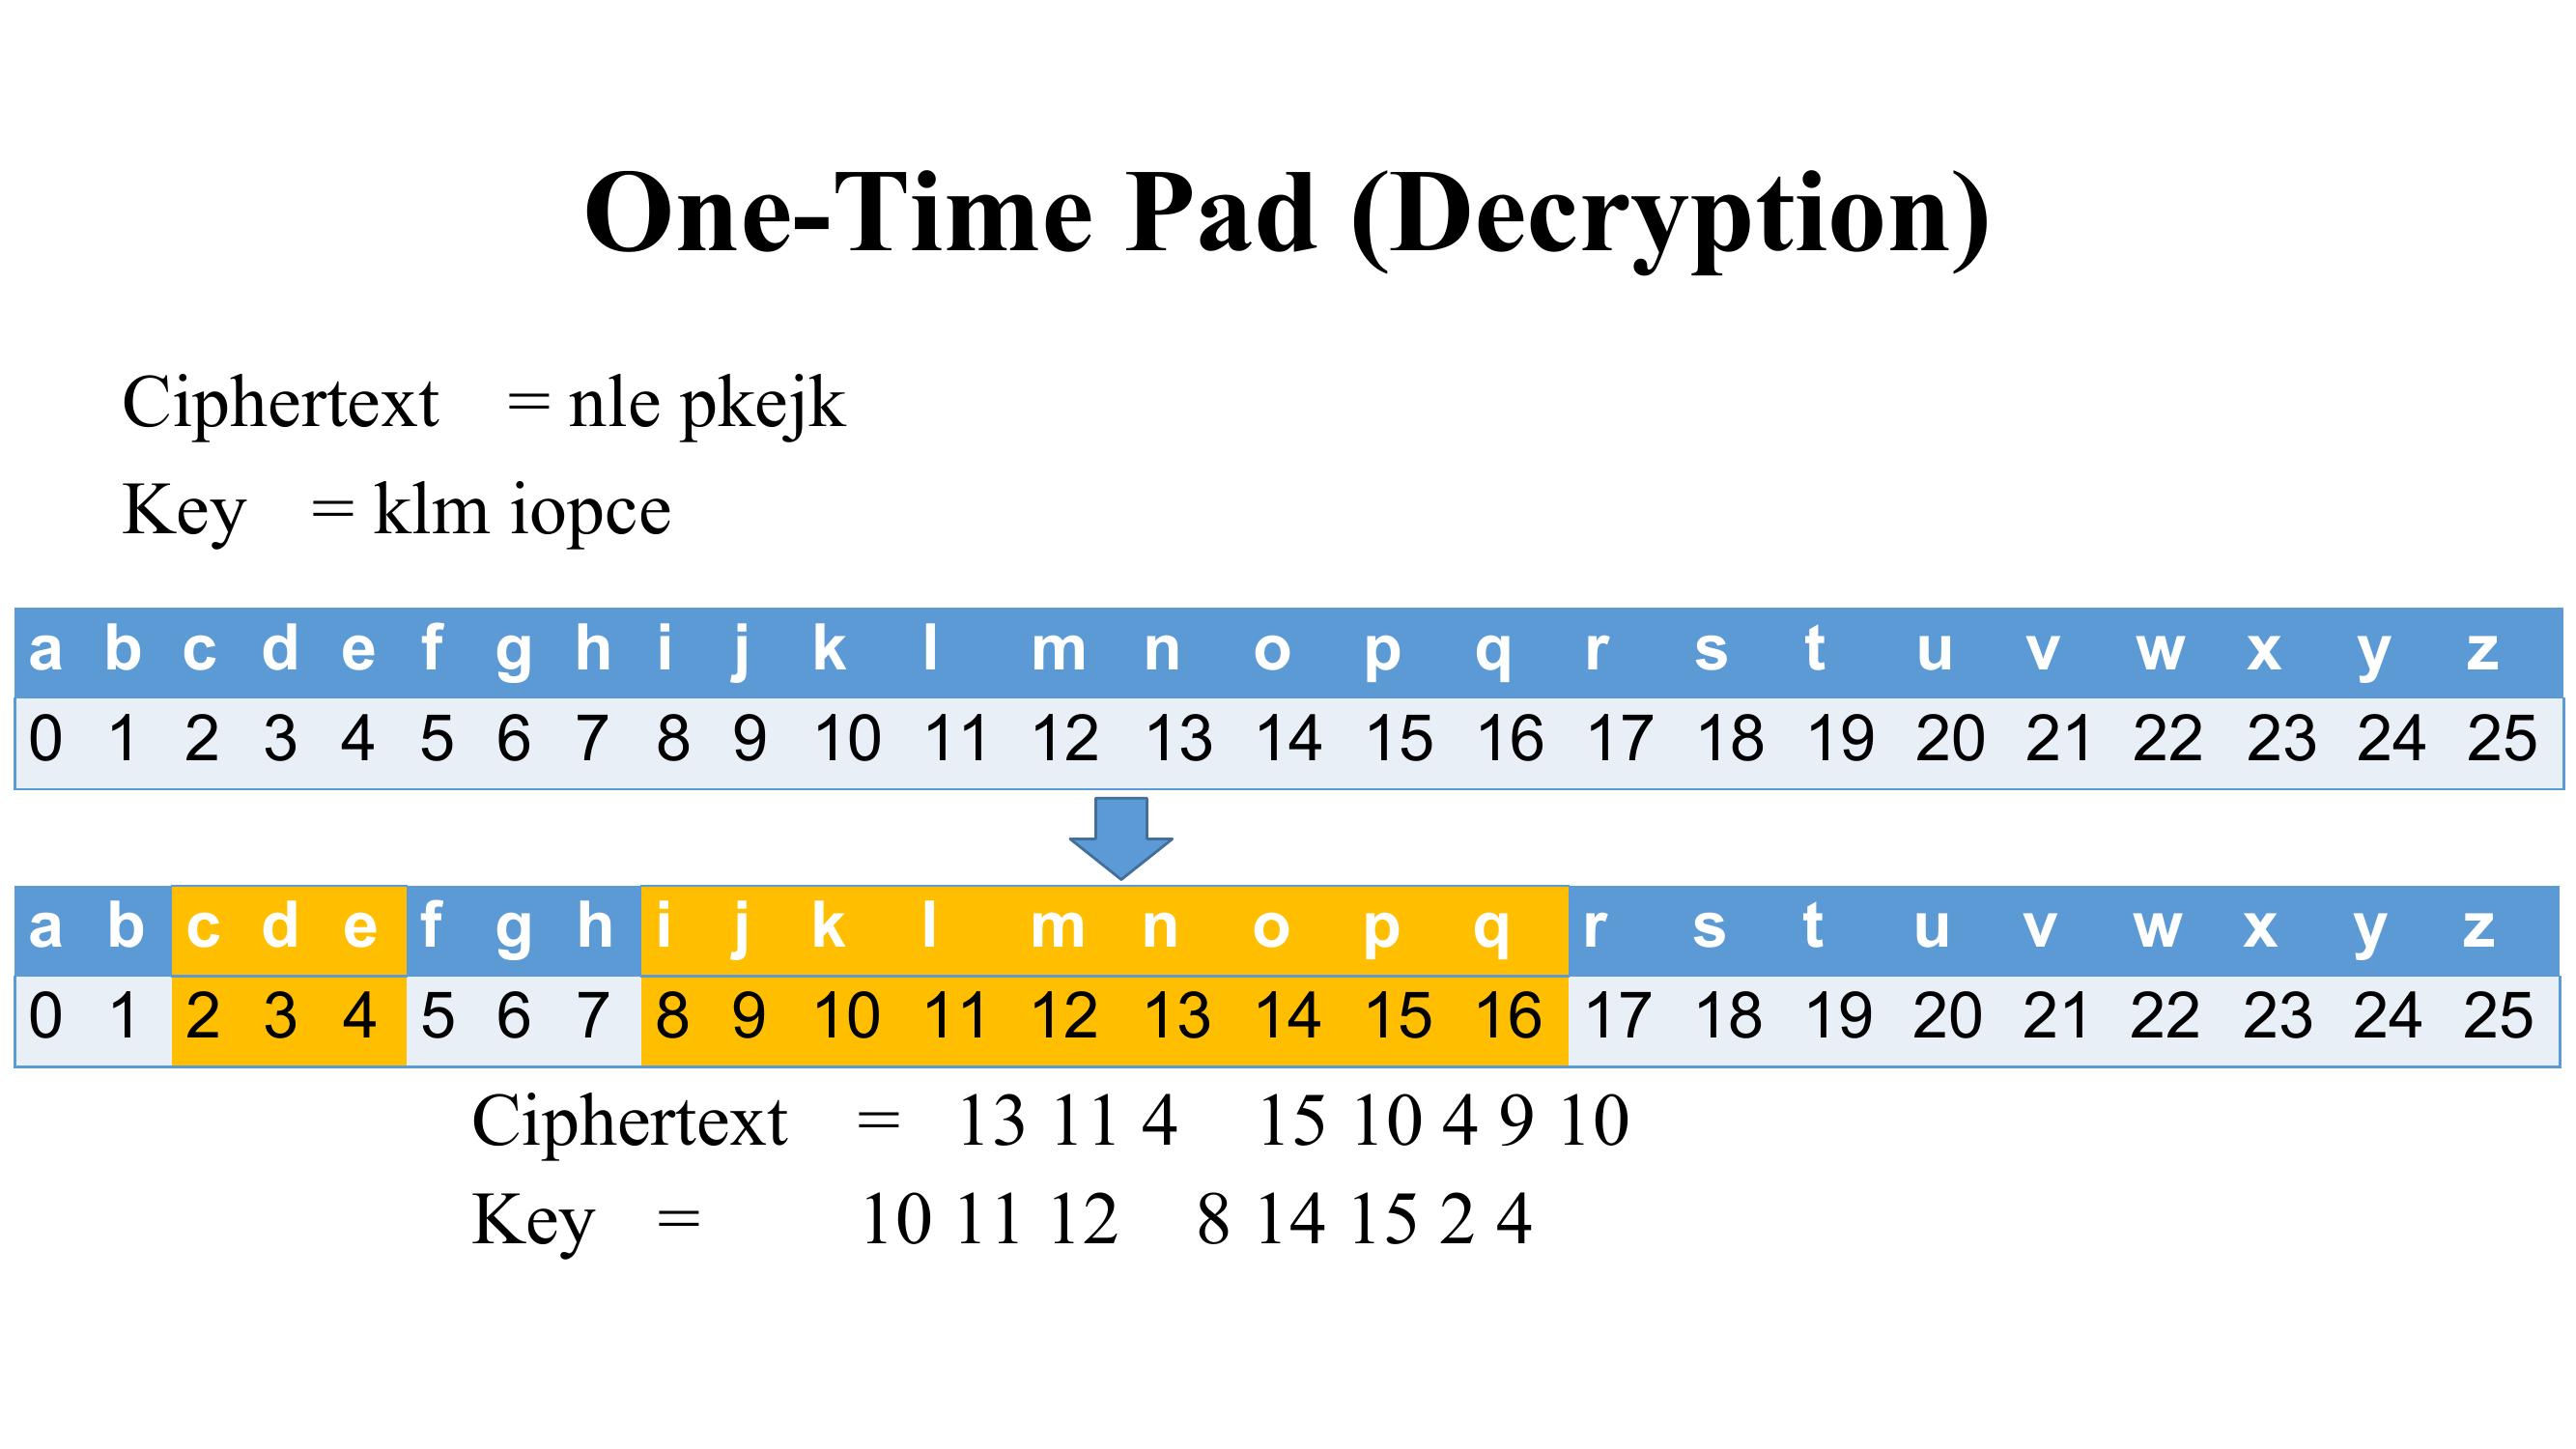 One-Time Pad (Decryption)
Ciphertext = nle pkejk
Key = klm iopce
a b c d e f g h i j k l m n o p q r s t u v w x y z
0 1 2 3 4 5 6 7 8 9 10 11 12 13 14 15 16 17 18 19 20 21 22 23 24 25
a b c d e f g h i j k l m n o p q r s t u v w x y z
0 1 2 3 4 5 6 7 8 9 10 11 12 13 14 15 16 17 18 19 20 21 22 23 24 25
Ciphertext = 13 11 4 15 10 4 9 10
Key = 10 11 12 8 14 15 2 4